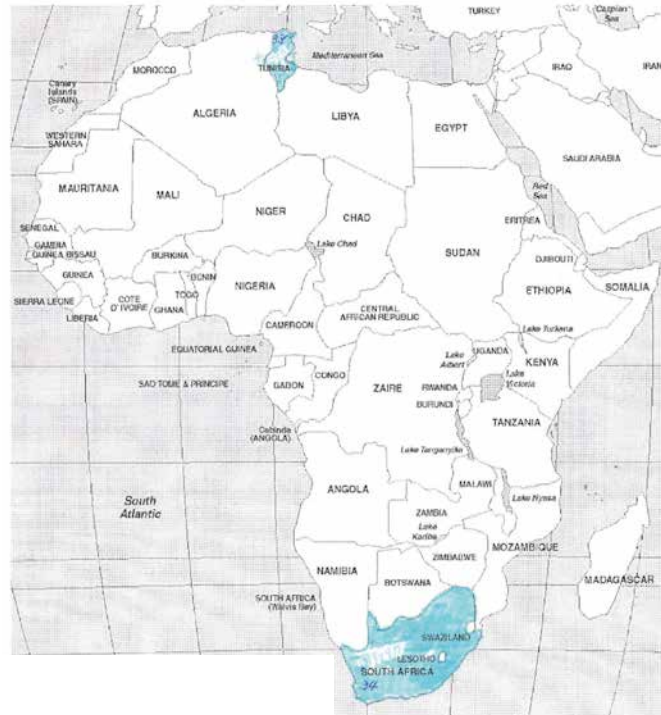 TURKEY
Caspian
Sea
35
Mediterranean Sea
TUNISIA
MOROCCO
IRAQ
IRAN
Canary
Islands
(SPAIN)
ALGERIA
LIBYA
EGYPT
WESTERN
SAHARA
SAUDI ARABIA
MAURITANIA
MALI
NIGER
CHAD
Red
Sea
SENEGAL
ERITREA
GAMBIA
GUINEA BISSAU
Lake Chad
SUDAN
BURKINA
DJIBOUTI
GUINEA
BENIN
NIGERIA
ETHIOPIA
SOMALIA
SIERRA LEONE
COTE
D'IVOIRE
TOGO
GHANA
LIBERIA
CENTRAL
AFRICAN REPUBLIC
CAMEROON
Lake Turkana
EQUATORIAL GUINEA
UGANDA
Lake
Albert
KENYA
SAO TOME & PRINCIPE
GABON
CONGO
ZAIRE
RWANDA
Lake
Victoria
BURUNDI
TANZANIA
Cabinda
(ANGOLA)
Lake Tanganyika
ANGOLA
MALAWI
Lake Nyasa
South
Atlantic
ZAMBIA
Lake
Kariba
MOZAMBIQUE
ZIMBABWE
NAMIBIA
BOTSWANA
MADAGASCAR
SOUTH AFRICA
(Walvis Bay)
SWAZILAND
LESOTHO
SOUTH AFRICA
34